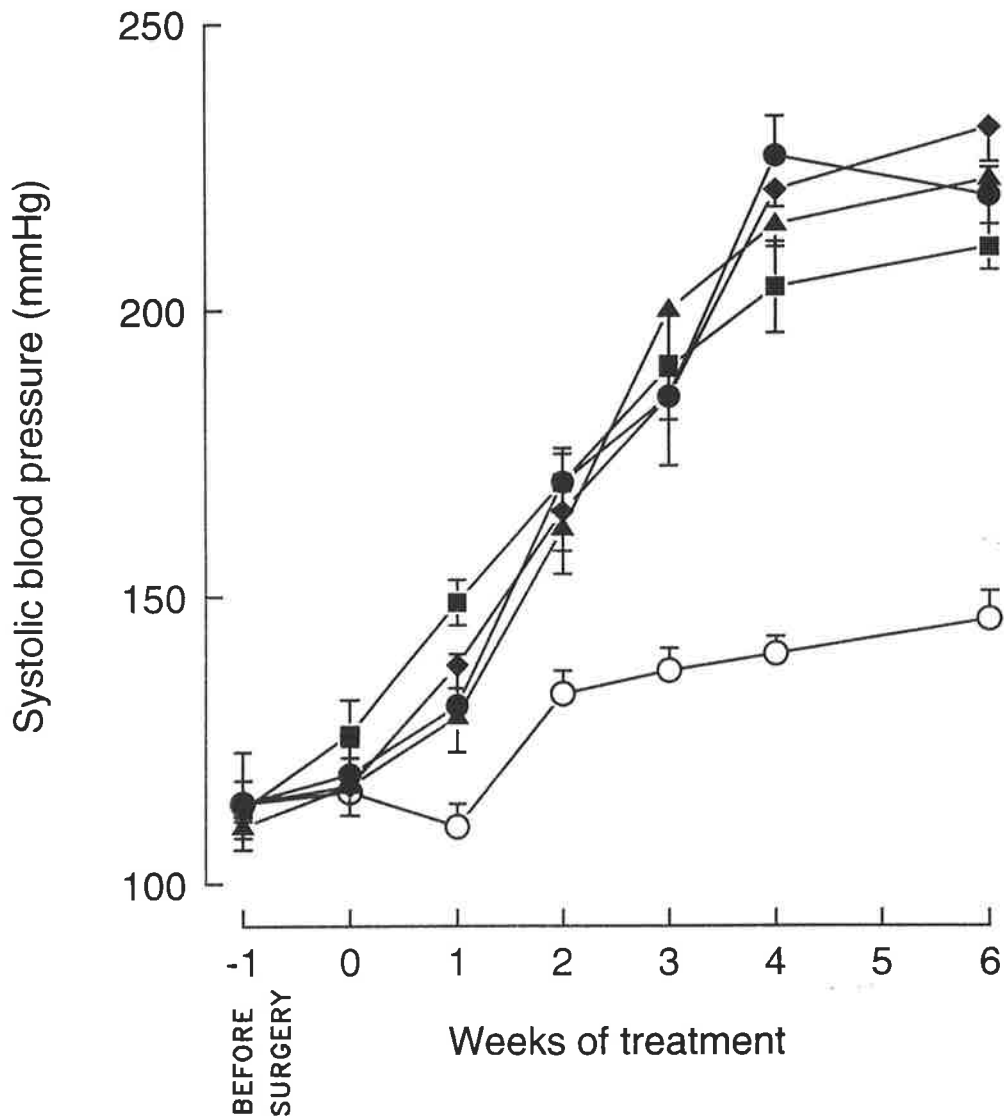 Systolic blood pressure (mmHg)
250
200
150
100
-1 0 1 2 3 4 5 6
BEFORE
SURGERY
Weeks of treatment